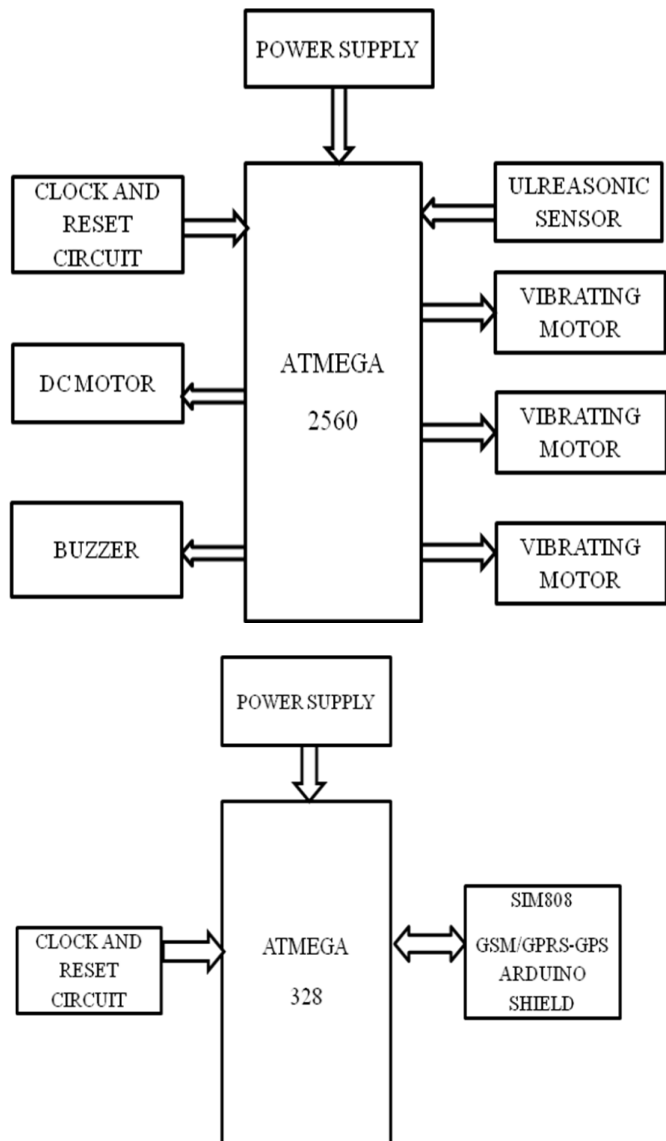 POWER SUPPLY
CLOCK AND
RESET
CIRCUIT
DC MOTOR
BUZZER
ATMEGA
2560
ULREASONIC
SENSOR
VIBRATING
MOTOR
VIBRATING
MOTOR
VIBRATING
MOTOR
POWER SUPPLY
CLOCK AND
RESET
CIRCUIT
ATMEGA
328
SIM808
GSM/GPRS-GPS
ARDUINO
SHIELD